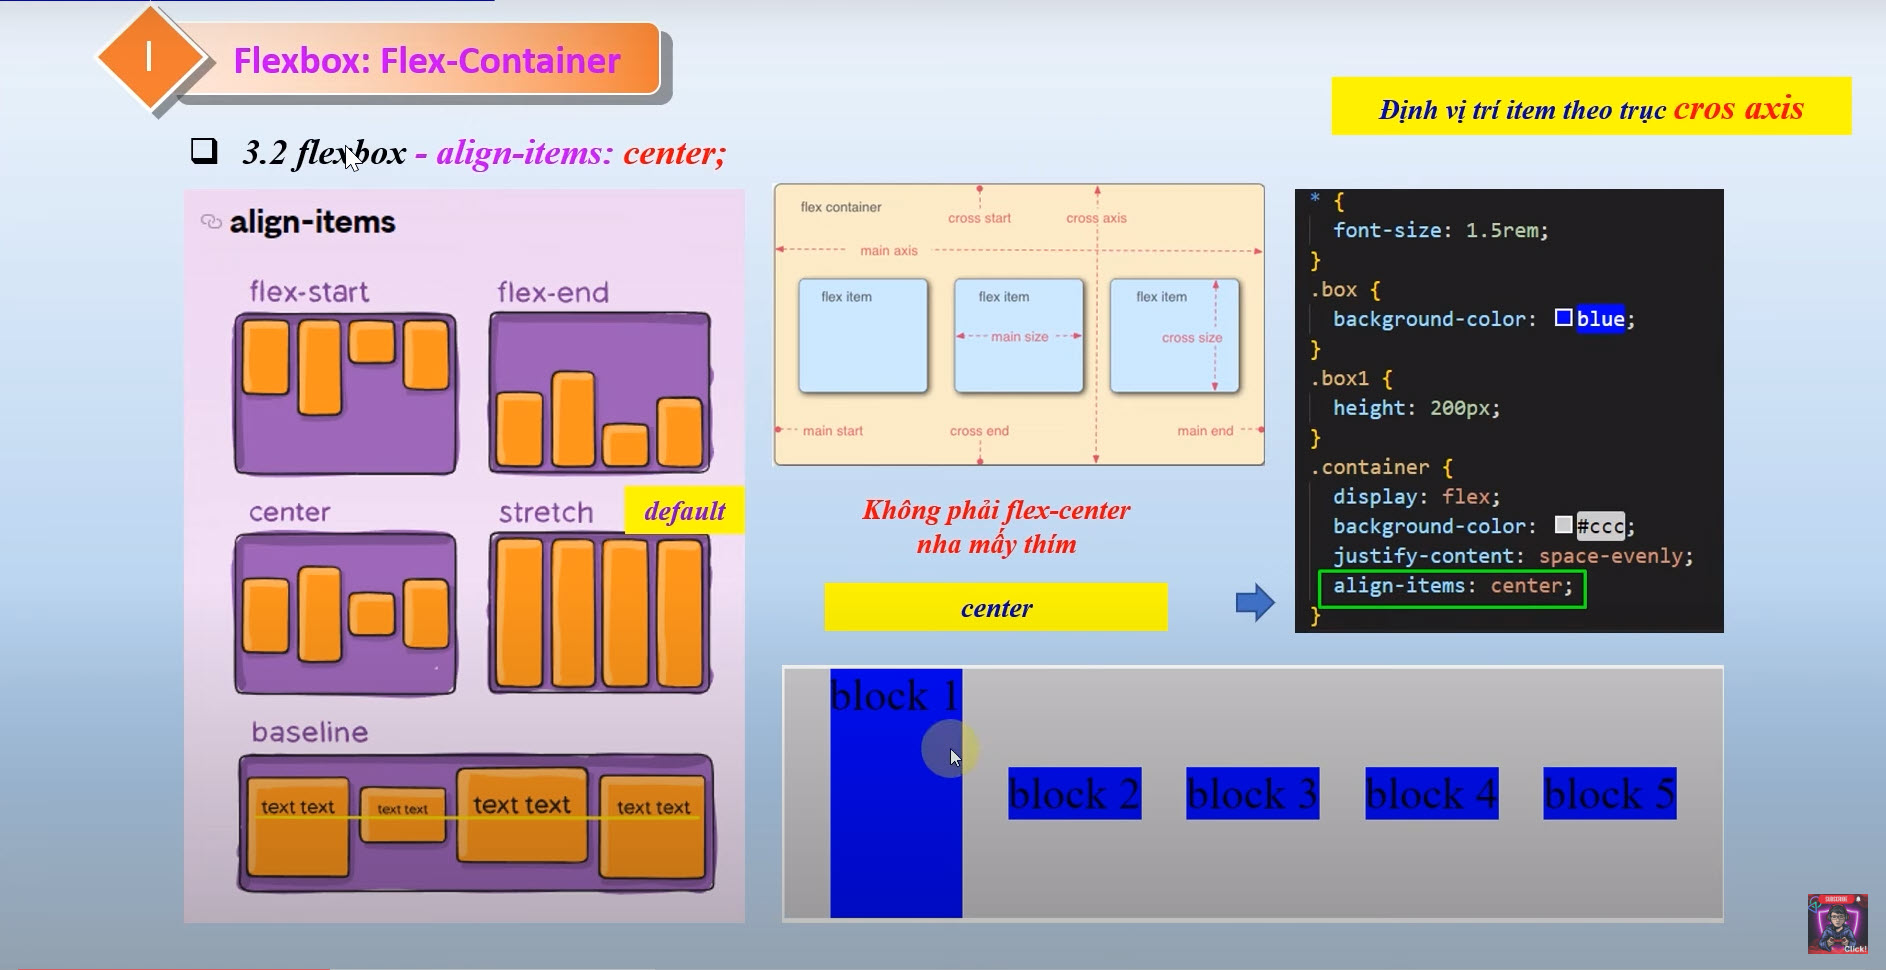 I
Flexbox: Flex-Container
Định vị trí item theo trục cros axis
3.2 flexbox - align-items: center;
align-items
flex-start
flex-end
center
stretch
default
baseline
text text
text text
text text
text text
flex container
cross start
cross axis
main axis
flex item
flex item
flex item
main size
cross size
main start
cross end
main end
Không phải flex-center
nha mấy thím
center
* {
font-size: 1.5rem;
}
.box {
background-color: blue;
}
.box1 {
height: 200px;
}
.container {
display: flex;
background-color: #ccc;
justify-content: space-evenly;
align-items: center;
}
block 1
block 2
block 3
block 4
block 5
SUBSCRIBE
Click!